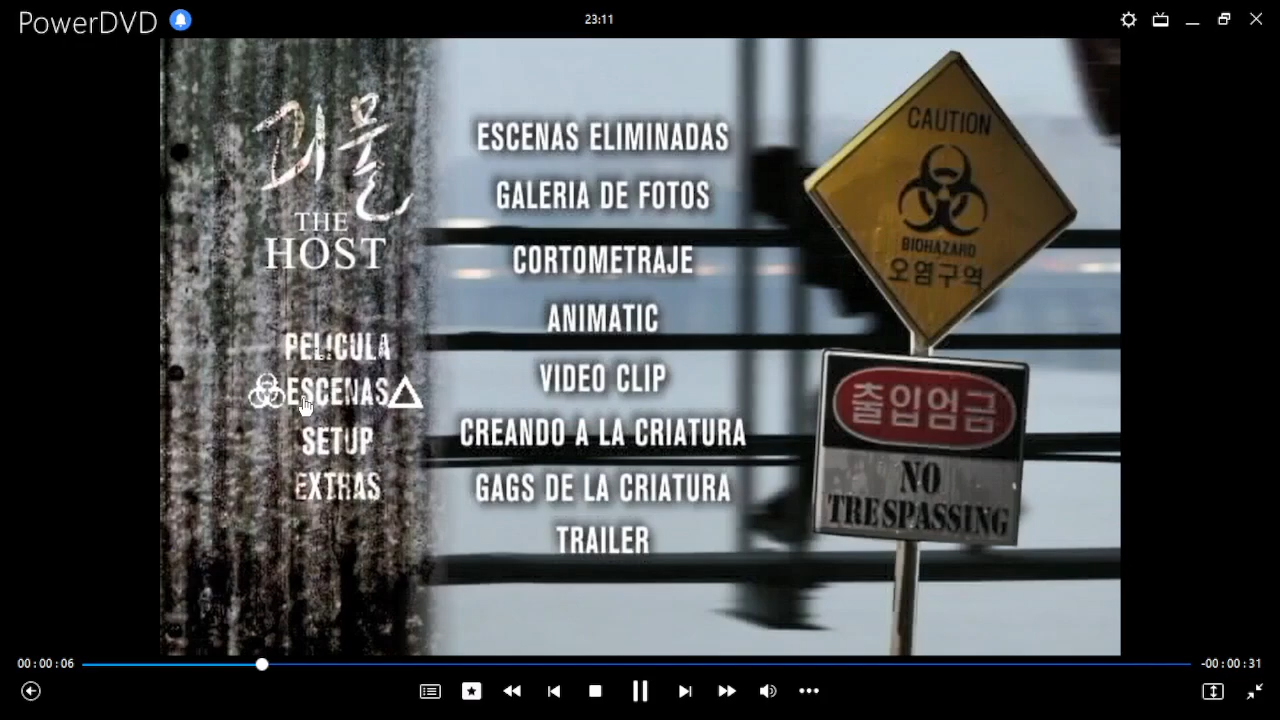 PowerDVD
23:11
괴물
THE
HOST
PELICULA
ESCENAS
SETUP
EXTRAS
ESCENAS ELIMINADAS
GALERIA DE FOTOS
CORTOMETRAJE
ANIMATIC
VIDEO CLIP
CREANDO A LA CRIATURA
GAGS DE LA CRIATURA
TRAILER
CAUTION
BIOHAZARD
오염구역
출입엄금
NO
TRESPASSING
00:00:06
-00:00:31